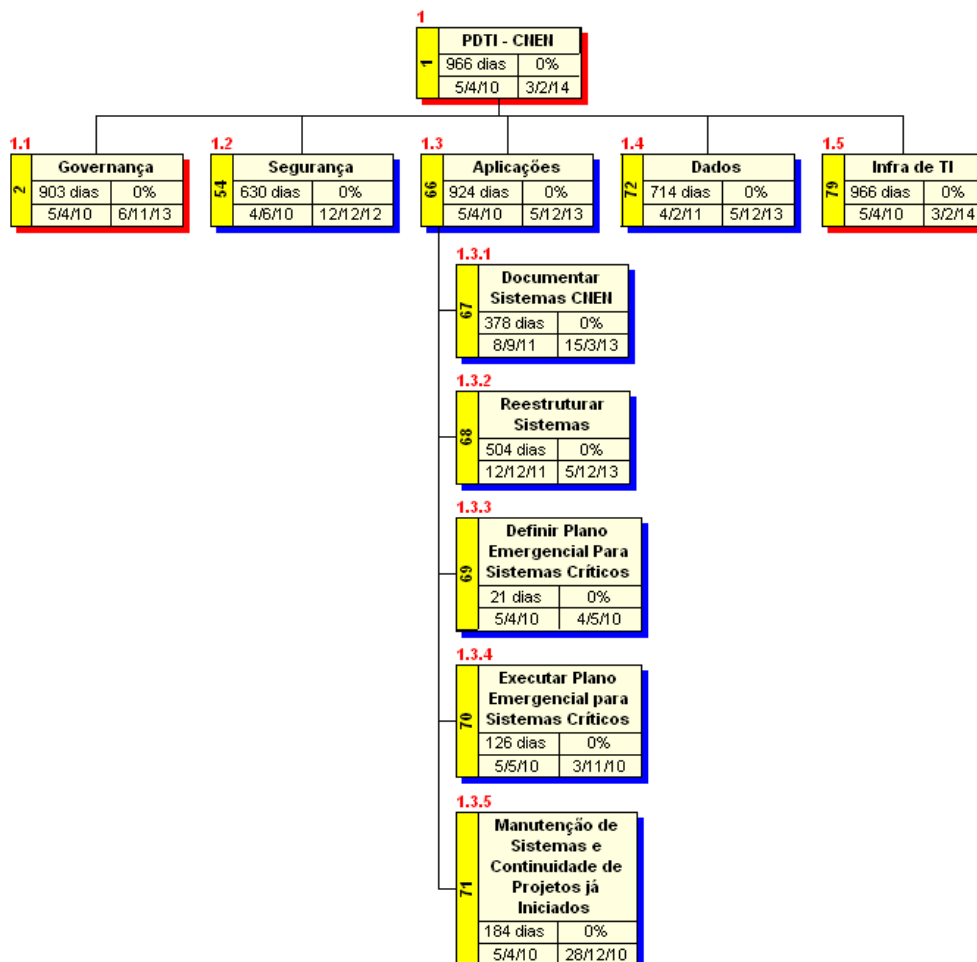 1
PDTI - CNEN
1
966 dias 0%
5/4/10 3/2/14
1.1
Governança
2
903 dias 0%
5/4/10 6/11/13
1.2
Segurança
54
630 dias 0%
4/6/10 12/12/12
1.3
Aplicações
66
924 dias 0%
5/4/10 5/12/13
1.4
Dados
72
714 dias 0%
4/2/11 5/12/13
1.5
Infra de TI
79
966 dias 0%
5/4/10 3/2/14
1.3.1
Documentar
Sistemas CNEN
67
378 dias 0%
8/9/11 15/3/13
1.3.2
Reestruturar
Sistemas
68
504 dias 0%
12/12/11 5/12/13
1.3.3
Definir Plano
Emergencial Para
Sistemas Críticos
69
21 dias 0%
5/4/10 4/5/10
1.3.4
Executar Plano
Emergencial para
Sistemas Críticos
70
126 dias 0%
5/5/10 3/11/10
1.3.5
Manutenção de
Sistemas e
Continuidade de
Projetos já
Iniciados
71
184 dias 0%
5/4/10 28/12/10